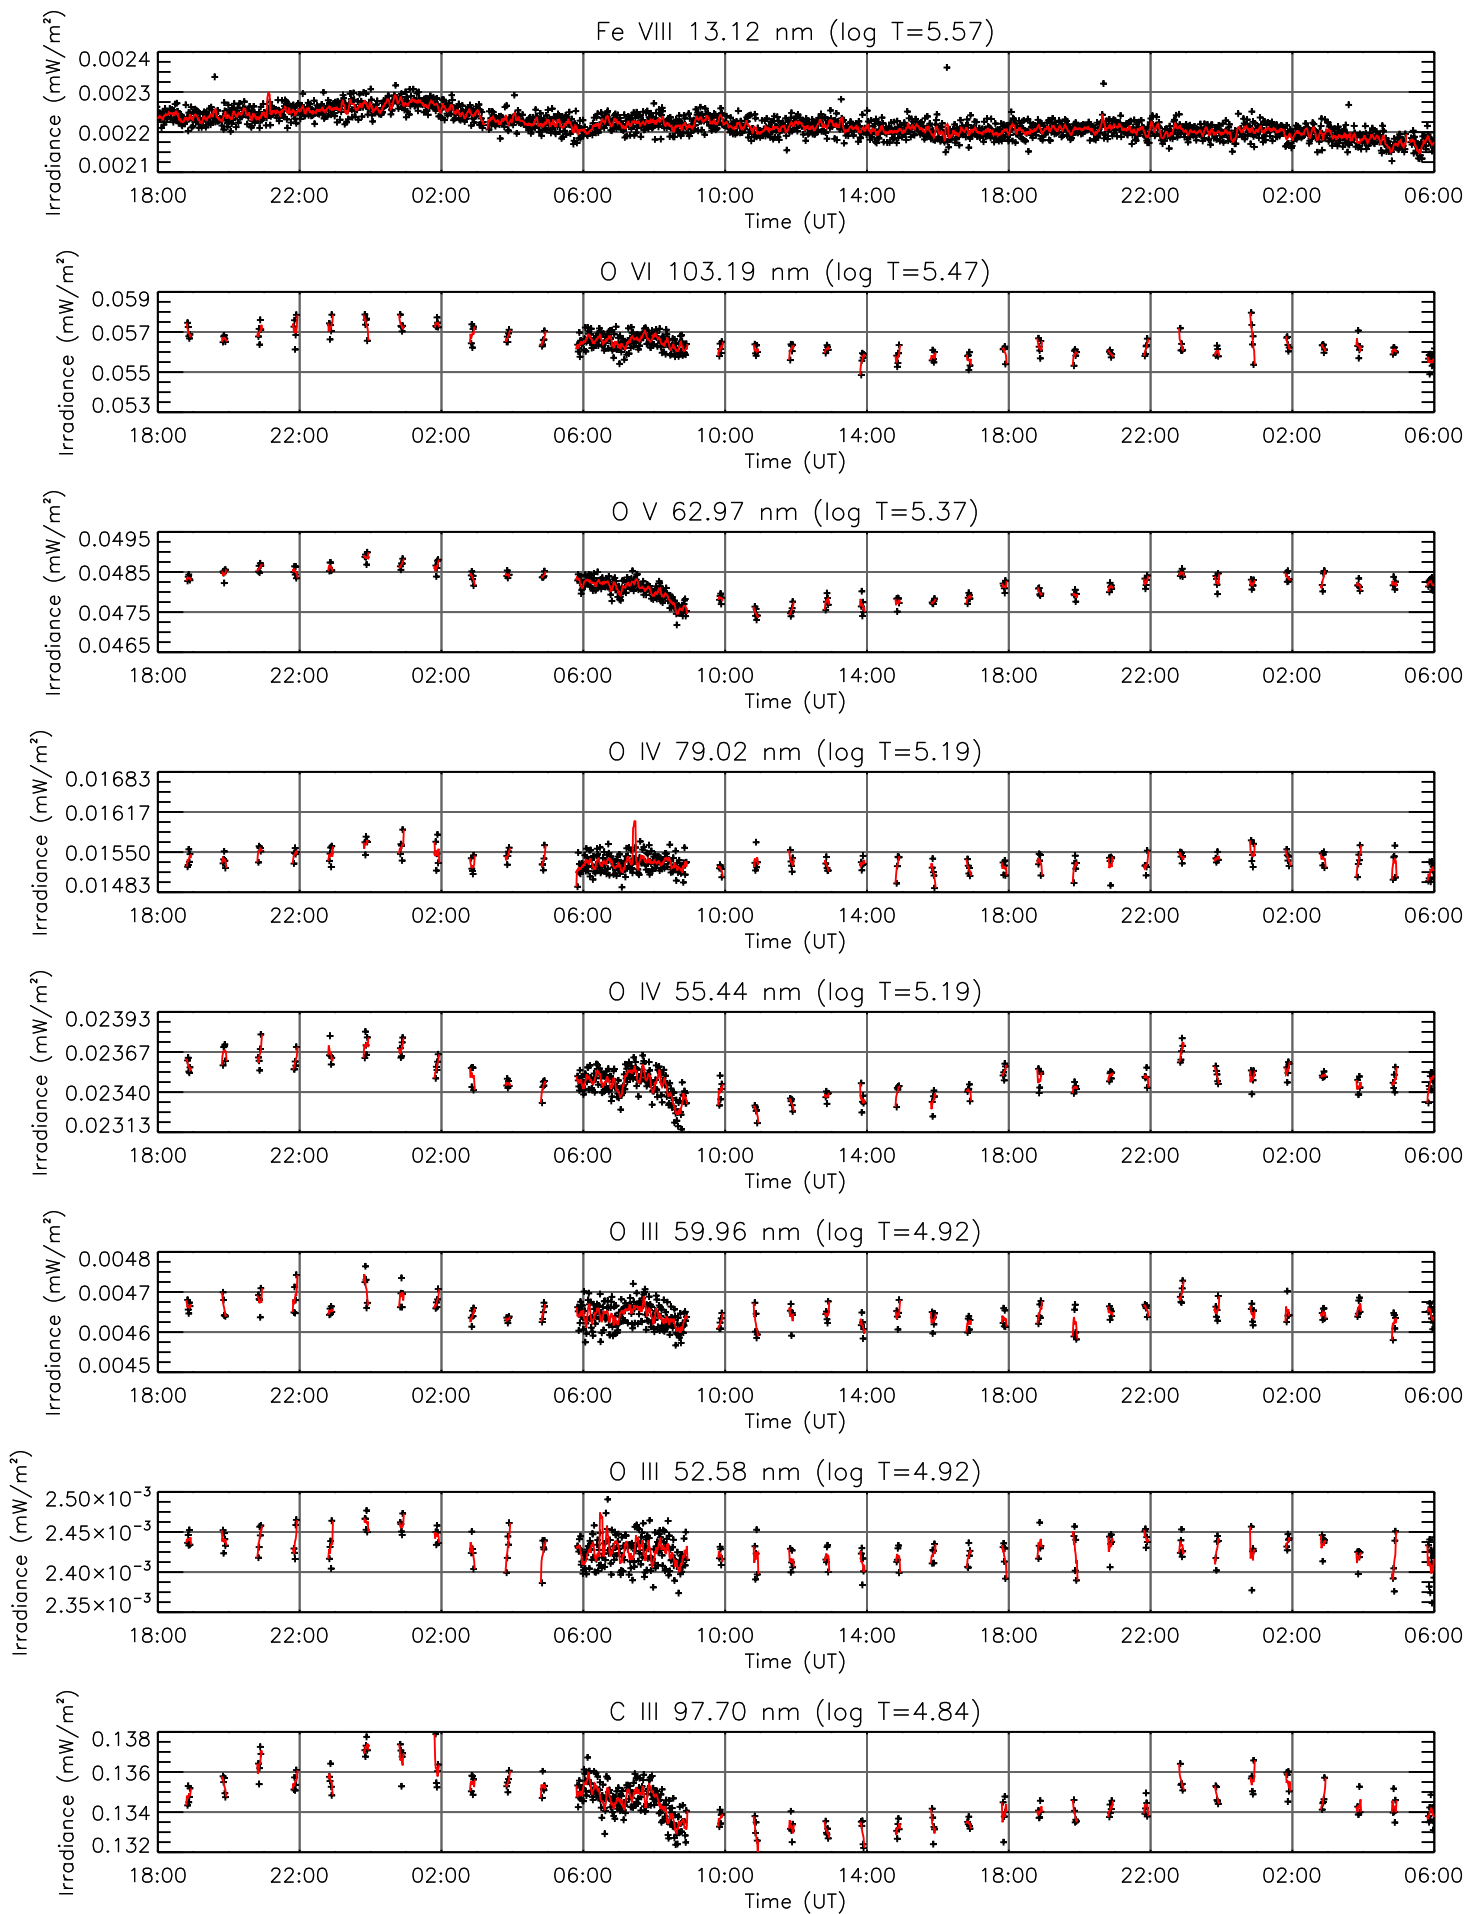 Fe VIII 13.12 nm (log T=5.57)
Irradiance (mW/m²)
0.0024
0.0023
0.0022
0.0021
18:00 22:00 02:00 06:00 10:00 14:00 18:00 22:00 02:00 06:00
Time (UT)
O VI 103.19 nm (log T=5.47)
Irradiance (mW/m²)
0.059
0.057
0.055
0.053
18:00 22:00 02:00 06:00 10:00 14:00 18:00 22:00 02:00 06:00
Time (UT)
O V 62.97 nm (log T=5.37)
Irradiance (mW/m²)
0.0495
0.0485
0.0475
0.0465
18:00 22:00 02:00 06:00 10:00 14:00 18:00 22:00 02:00 06:00
Time (UT)
O IV 79.02 nm (log T=5.19)
Irradiance (mW/m²)
0.01683
0.01617
0.01550
0.01483
18:00 22:00 02:00 06:00 10:00 14:00 18:00 22:00 02:00 06:00
Time (UT)
O IV 55.44 nm (log T=5.19)
Irradiance (mW/m²)
0.02393
0.02367
0.02340
0.02313
18:00 22:00 02:00 06:00 10:00 14:00 18:00 22:00 02:00 06:00
Time (UT)
O III 59.96 nm (log T=4.92)
Irradiance (mW/m²)
0.0048
0.0047
0.0046
0.0045
18:00 22:00 02:00 06:00 10:00 14:00 18:00 22:00 02:00 06:00
Time (UT)
O III 52.58 nm (log T=4.92)
Irradiance (mW/m²)
2.50×10⁻³
2.45×10⁻³
2.40×10⁻³
2.35×10⁻³
18:00 22:00 02:00 06:00 10:00 14:00 18:00 22:00 02:00 06:00
Time (UT)
C III 97.70 nm (log T=4.84)
Irradiance (mW/m²)
0.138
0.136
0.134
0.132
18:00 22:00 02:00 06:00 10:00 14:00 18:00 22:00 02:00 06:00
Time (UT)